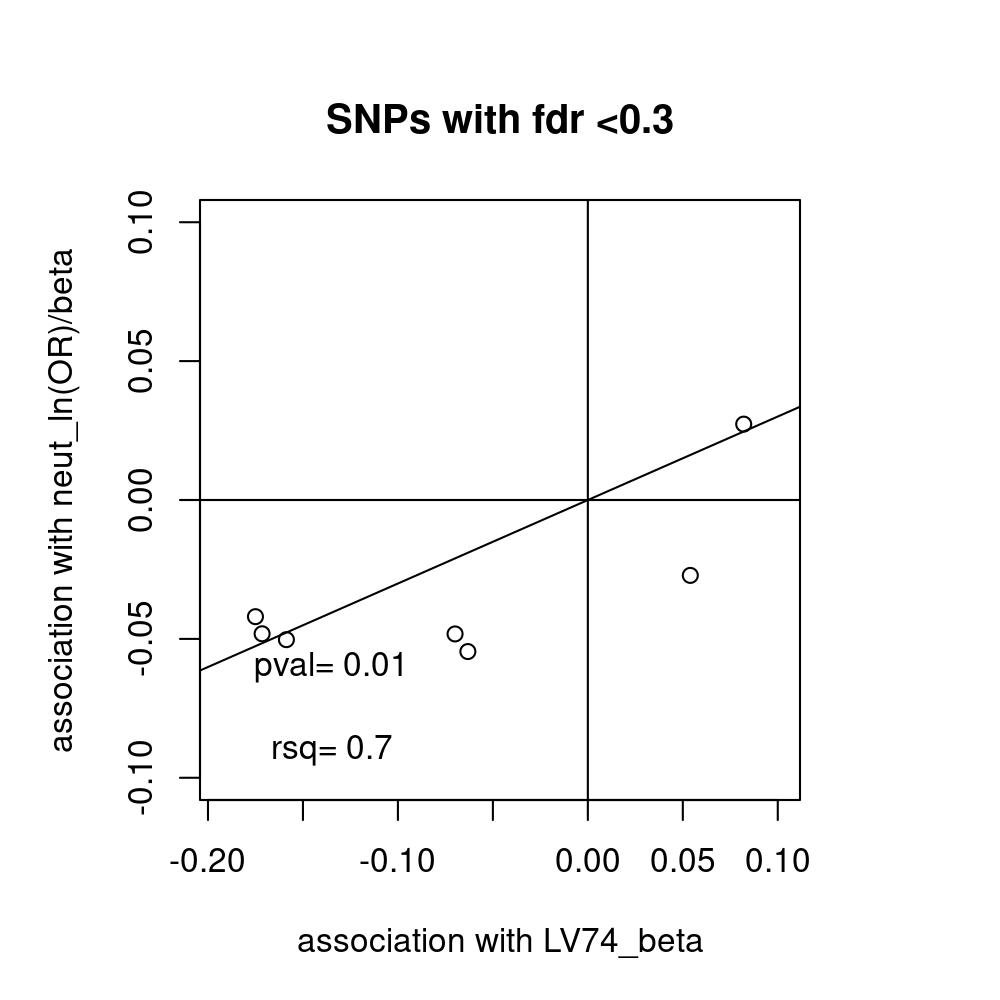 SNPs with fdr <0.3
association with neut_ln(OR)/beta
0.10
0.05
0.00
-0.05
-0.10
pval= 0.01
rsq= 0.7
-0.20 -0.10 0.00 0.05 0.10
association with LV74_beta